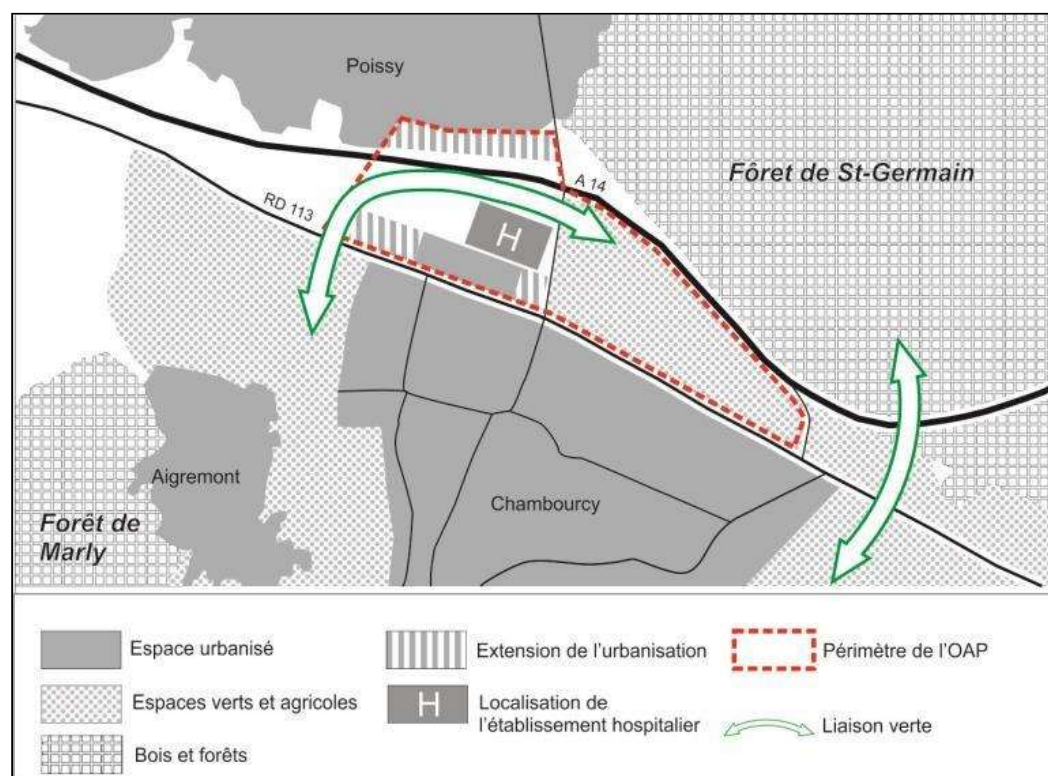 Poissy
Fôret de St-Germain
A 14
RD 113
H
Aigremont
Chambourcy
Forêt de
Marly
Espace urbanisé
Extension de l'urbanisation
Périmètre de l'OAP
Espaces verts et agricoles
H
Localisation de
l'établissement hospitalier
Liaison verte
Bois et forêts